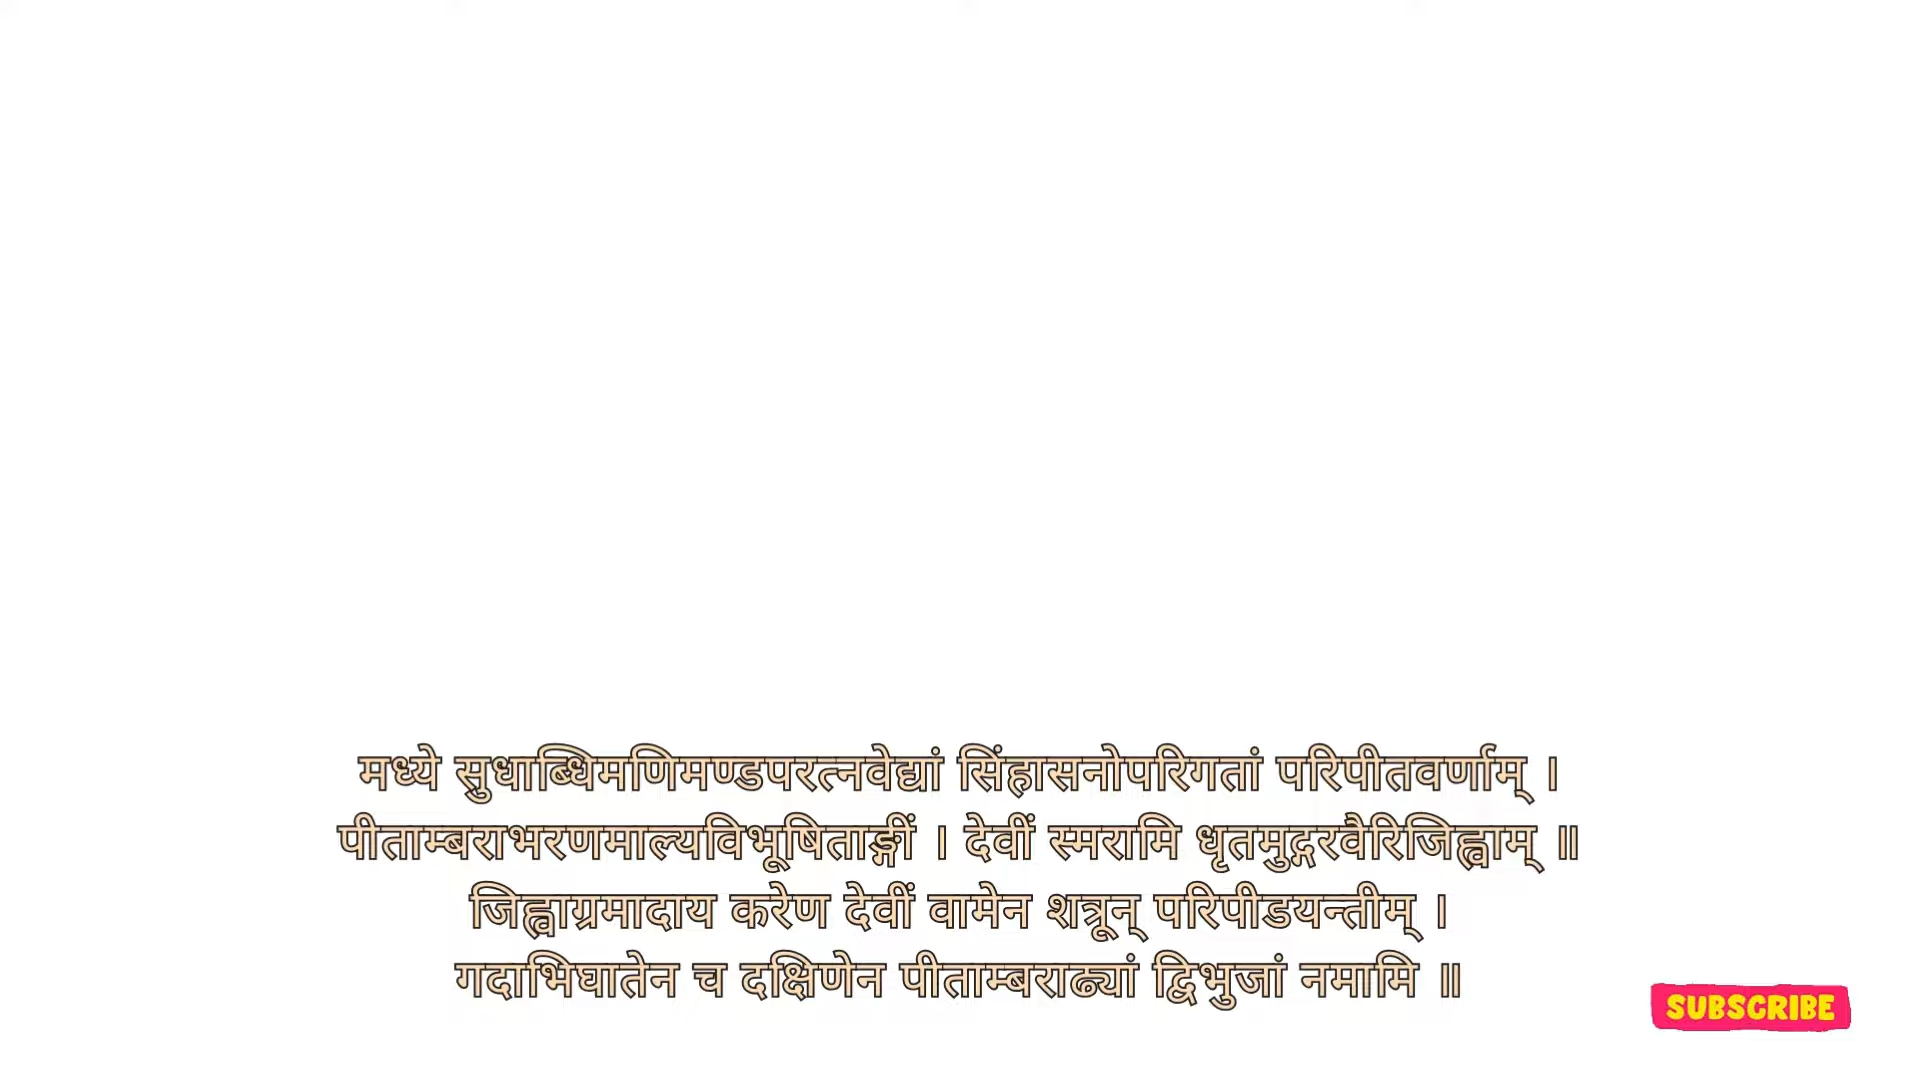 मध्ये सुधाब्धिमणिमण्डपरत्नवेद्यां सिंहासनोपरिगतां परिपीतवर्णाम् ।
पीताम्बराभरणमाल्यविभूषिताङ्गीं । देवीं स्मरामि धृतमुद्गरवैरिजिह्वाम् ॥
जिह्वाग्रमादाय करेण देवीं वामेन शत्रून् परिपीडयन्तीम् ।
गदाभिघातेन च दक्षिणेन पीताम्बराढ्यां द्विभुजां नमामि ॥
SUBSCRIBE